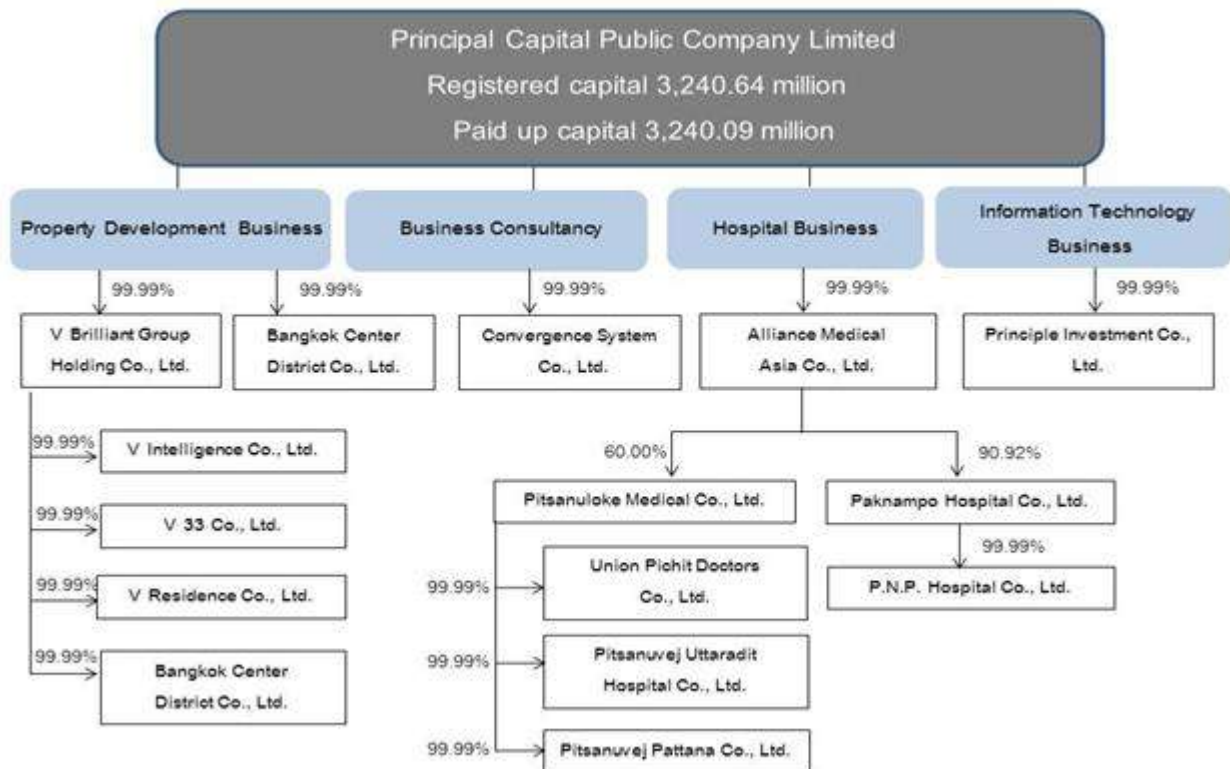 Principal Capital Public Company Limited
Registered capital 3,240.64 million
Paid up capital 3,240.09 million
Property Development Business
Business Consultancy
Hospital Business
Information Technology
Business
99.99%
99.99%
99.99%
99.99%
99.99%
V Brilliant Group
Holding Co., Ltd.
Bangkok Center
District Co., Ltd.
Convergence System
Co., Ltd.
Alliance Medical
Asia Co., Ltd.
Principle Investment Co.,
Ltd.
99.99%
V Intelligence Co., Ltd.
99.99%
V 33 Co., Ltd.
99.99%
V Residence Co., Ltd.
99.99%
Bangkok Center
District Co., Ltd.
60.00%
90.92%
Pitsanuloke Medical Co., Ltd.
Paknampo Hospital Co., Ltd.
99.99%
Union Pichit Doctors
Co., Ltd.
99.99%
P.N.P. Hospital Co., Ltd.
99.99%
Pitsanuvej Uttaradit
Hospital Co., Ltd.
99.99%
Pitsanuvej Pattana Co., Ltd.